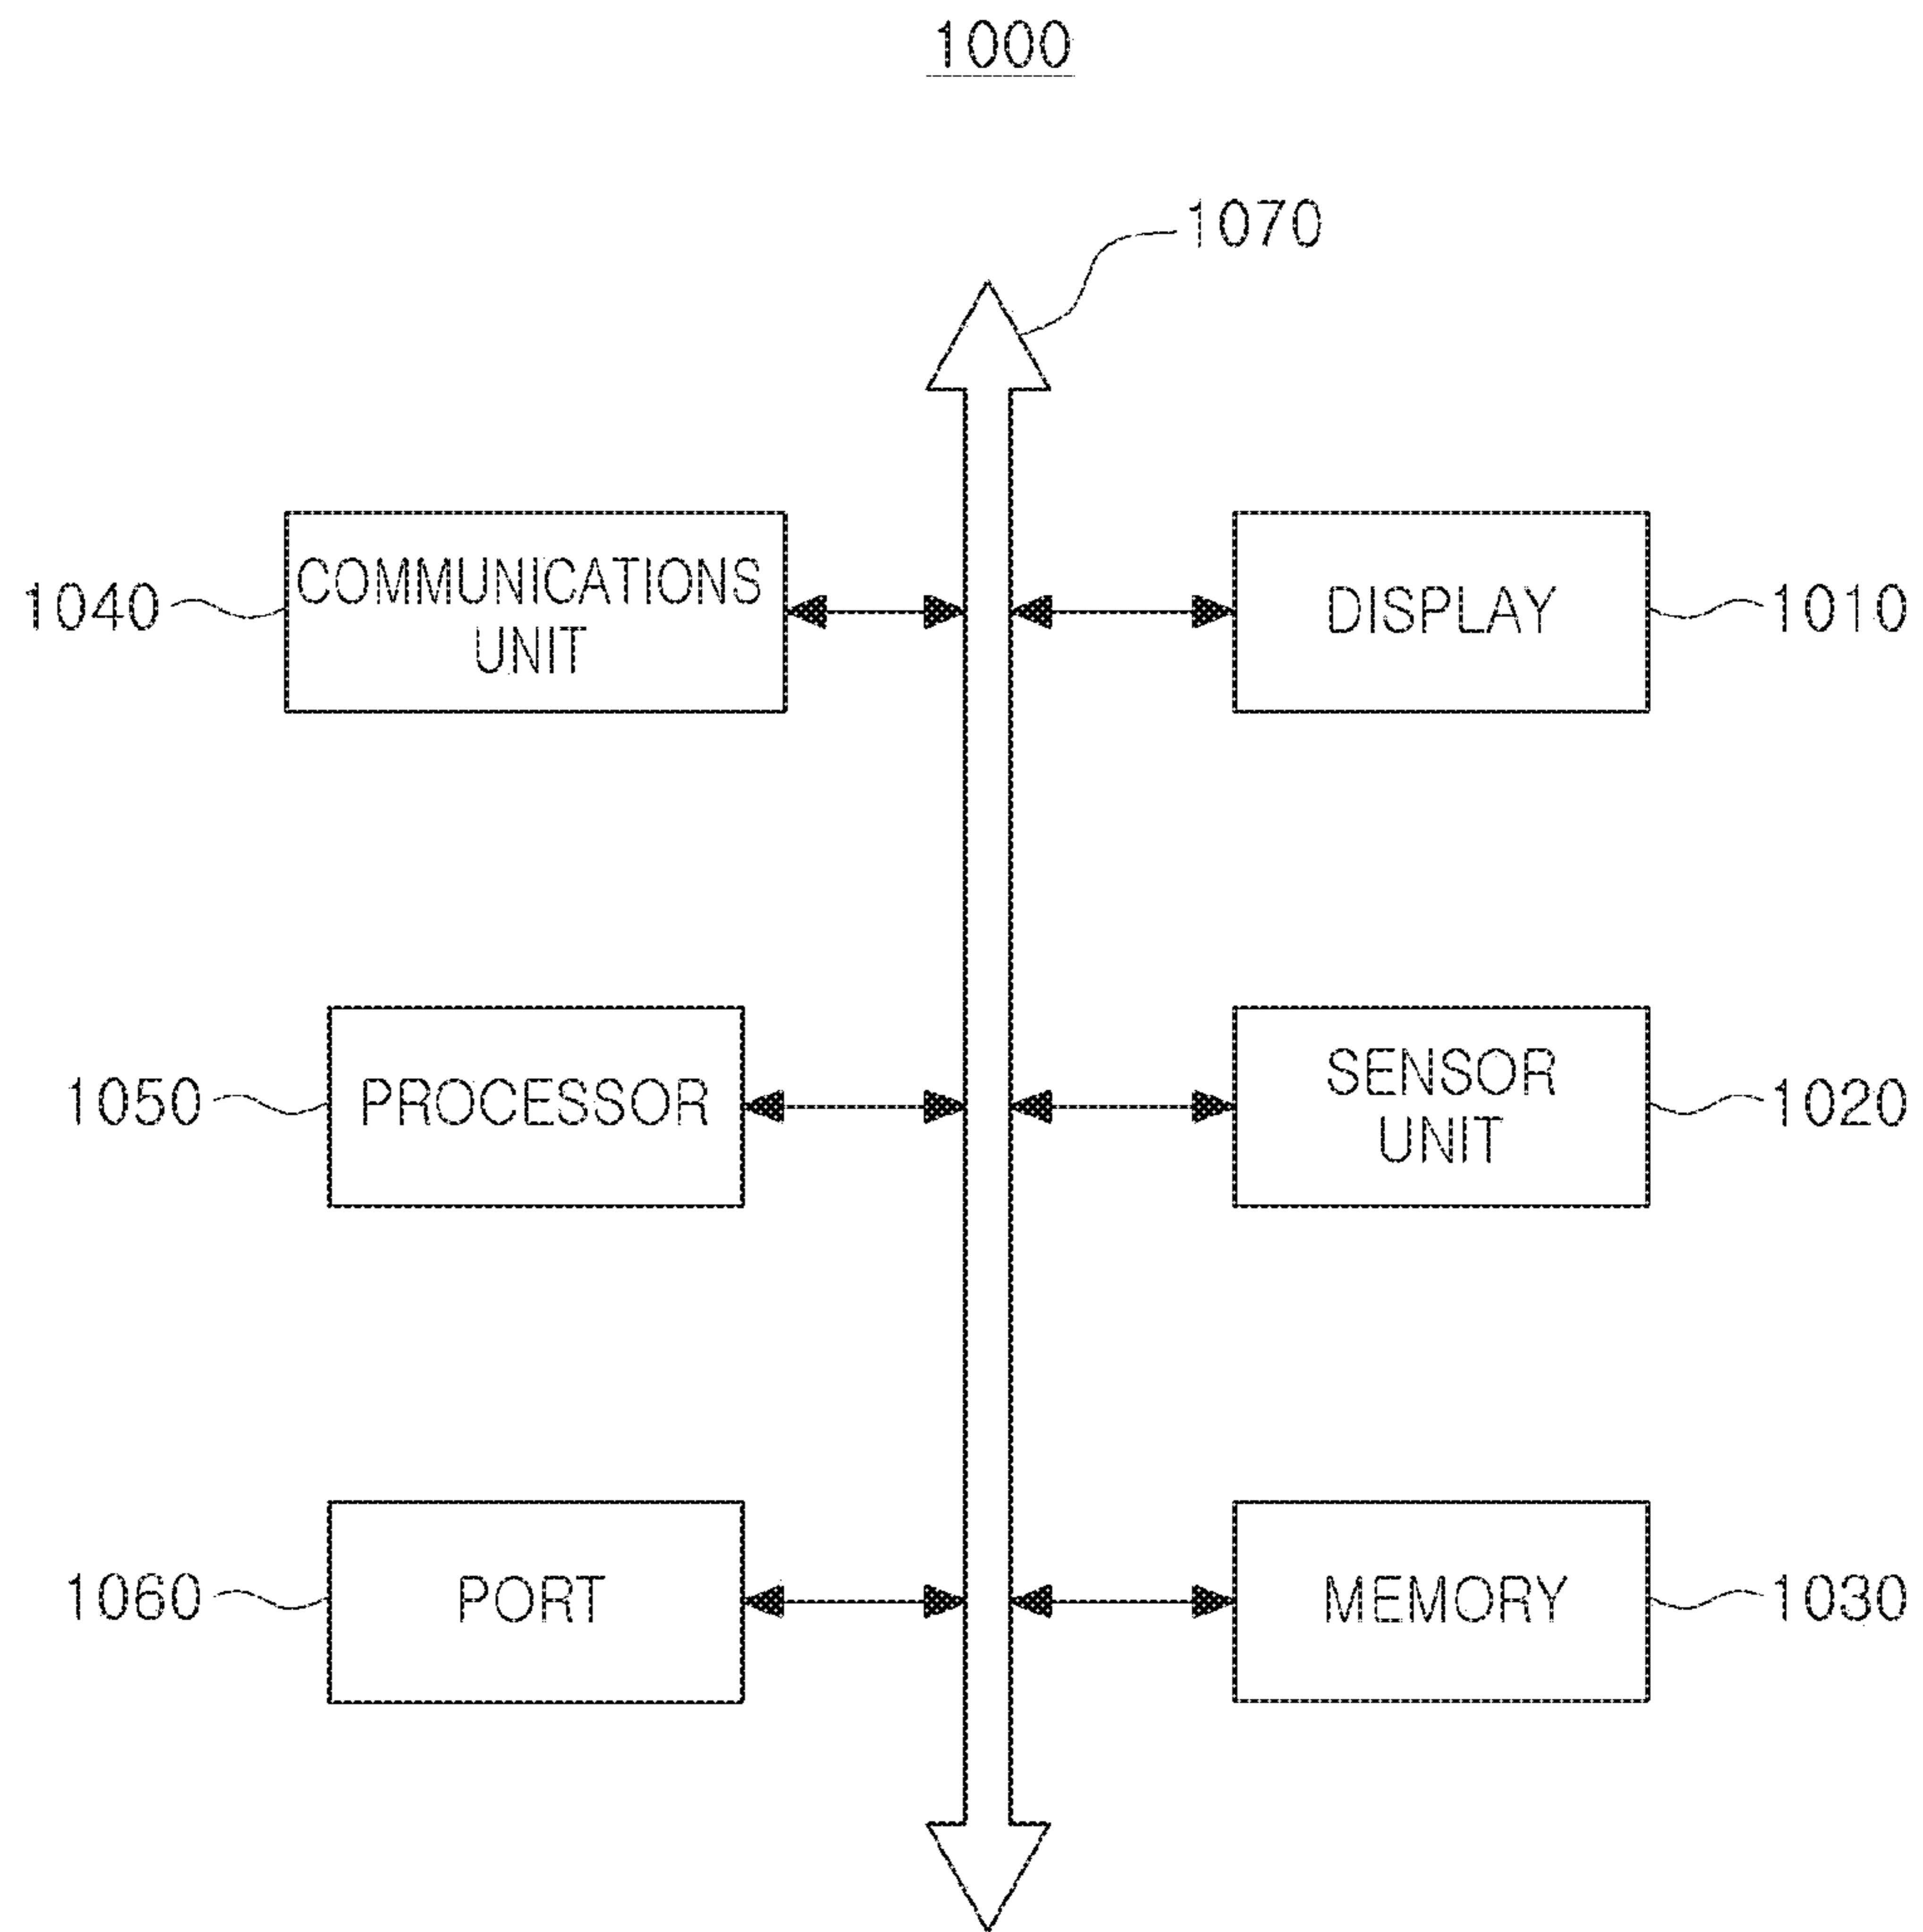 1000
1070
1040
COMMUNICATIONS
UNIT
DISPLAY
1010
1050
PROCESSOR
SENSOR
UNIT
1020
1060
PORT
MEMORY
1030